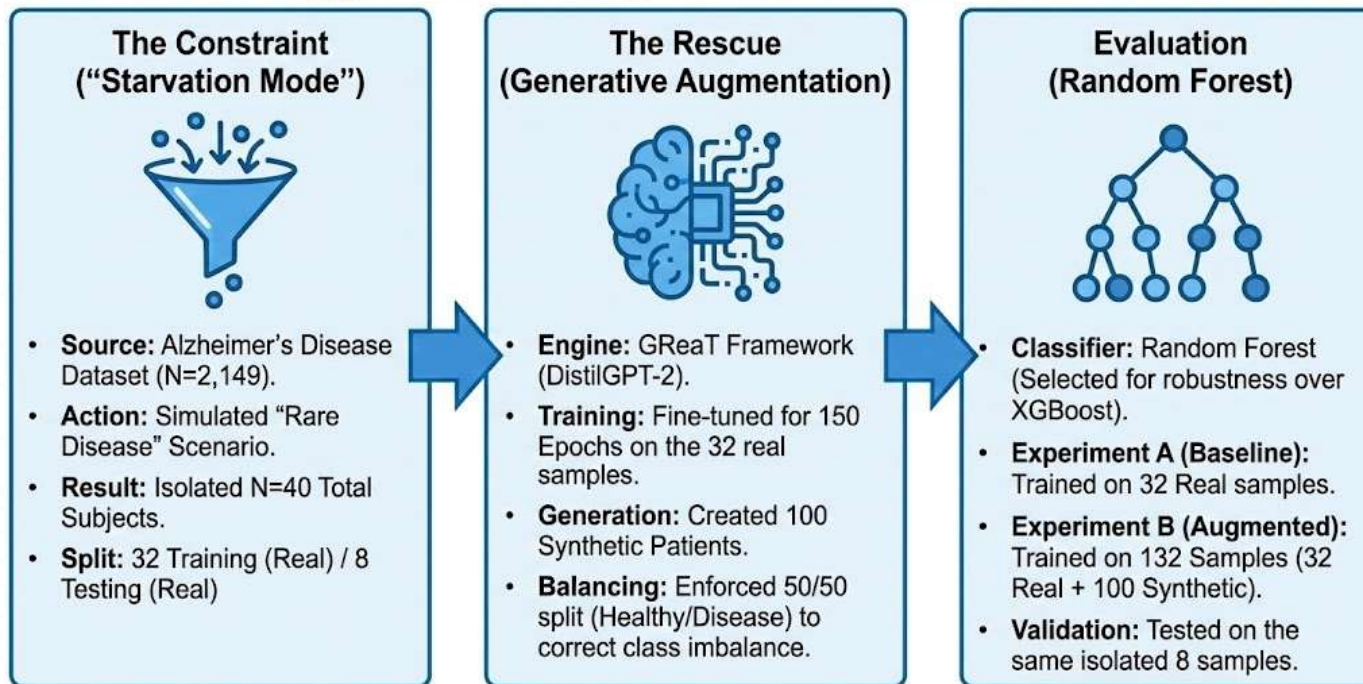 The Constraint
(“Starvation Mode”)
• Source: Alzheimer’s Disease
Dataset (N=2,149).
• Action: Simulated “Rare
Disease” Scenario.
• Result: Isolated N=40 Total
Subjects.
• Split: 32 Training (Real) / 8
Testing (Real)
The Rescue
(Generative Augmentation)
• Engine: GReaT Framework
(DistilGPT-2).
• Training: Fine-tuned for 150
Epochs on the 32 real
samples.
• Generation: Created 100
Synthetic Patients.
• Balancing: Enforced 50/50
split (Healthy/Disease) to
correct class imbalance.
Evaluation
(Random Forest)
• Classifier: Random Forest
(Selected for robustness over
XGBoost).
• Experiment A (Baseline):
Trained on 32 Real samples.
• Experiment B (Augmented):
Trained on 132 Samples (32
Real + 100 Synthetic).
• Validation: Tested on the
same isolated 8 samples.